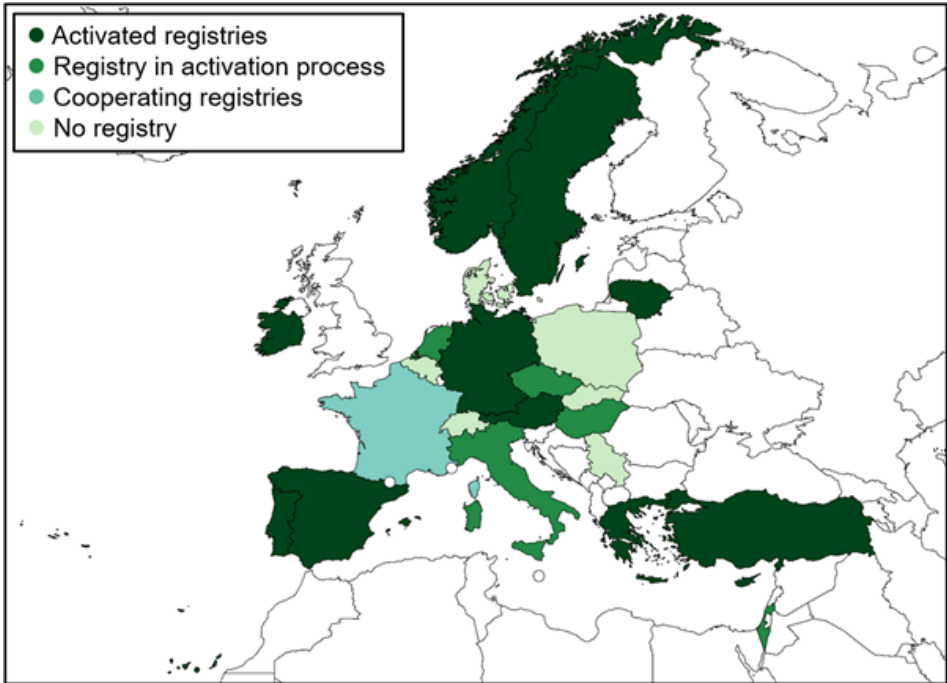 Activated registries
Registry in activation process
Cooperating registries
No registry